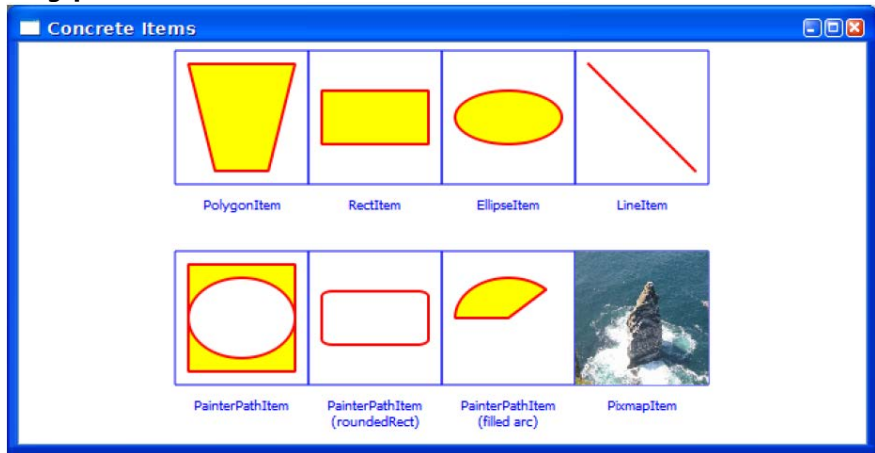 Concrete Items
PolygonItem RectItem EllipseItem LineItem
PainterPathItem PainterPathItem PainterPathItem PixmapItem
(roundedRect) (filled arc)